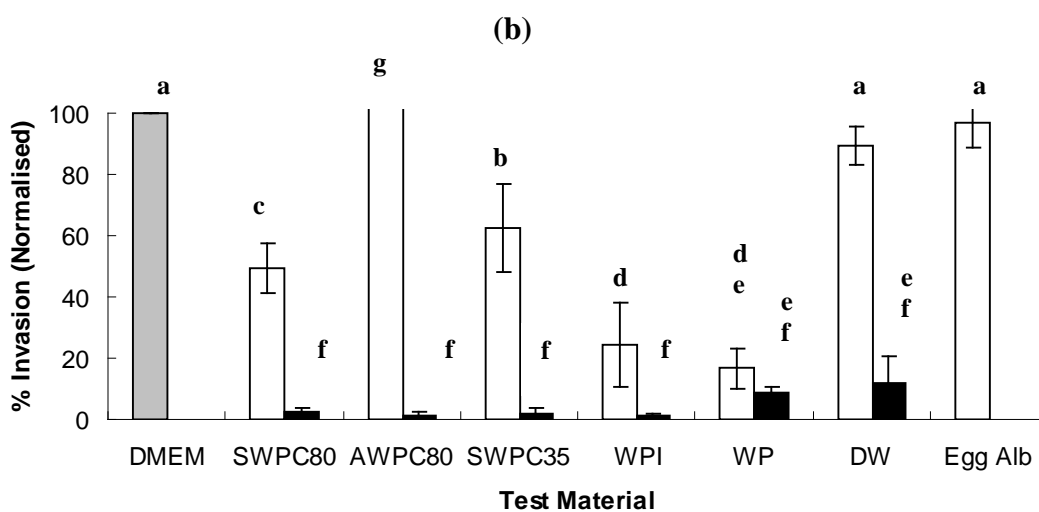 (b)
% Invasion (Normalised)
100
80
60
40
20
0
a
c
f
g
f
b
f
d
f
d
e
e
f
a
e
f
a
DMEM SWPC80 AWPC80 SWPC35 WPI WP DW Egg Alb
Test Material